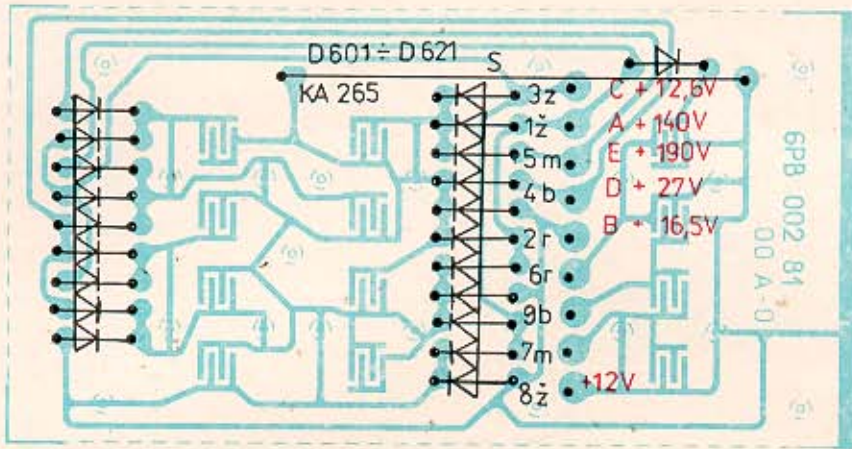 D601÷D621
S
KA 265
3z
1ž
5m
4b
2r
6r
9b
7m
8ž
C + 12,6V
A + 140V
E + 190V
D + 27V
B + 16,5V
+12V
6PB 002 81
00 A-0